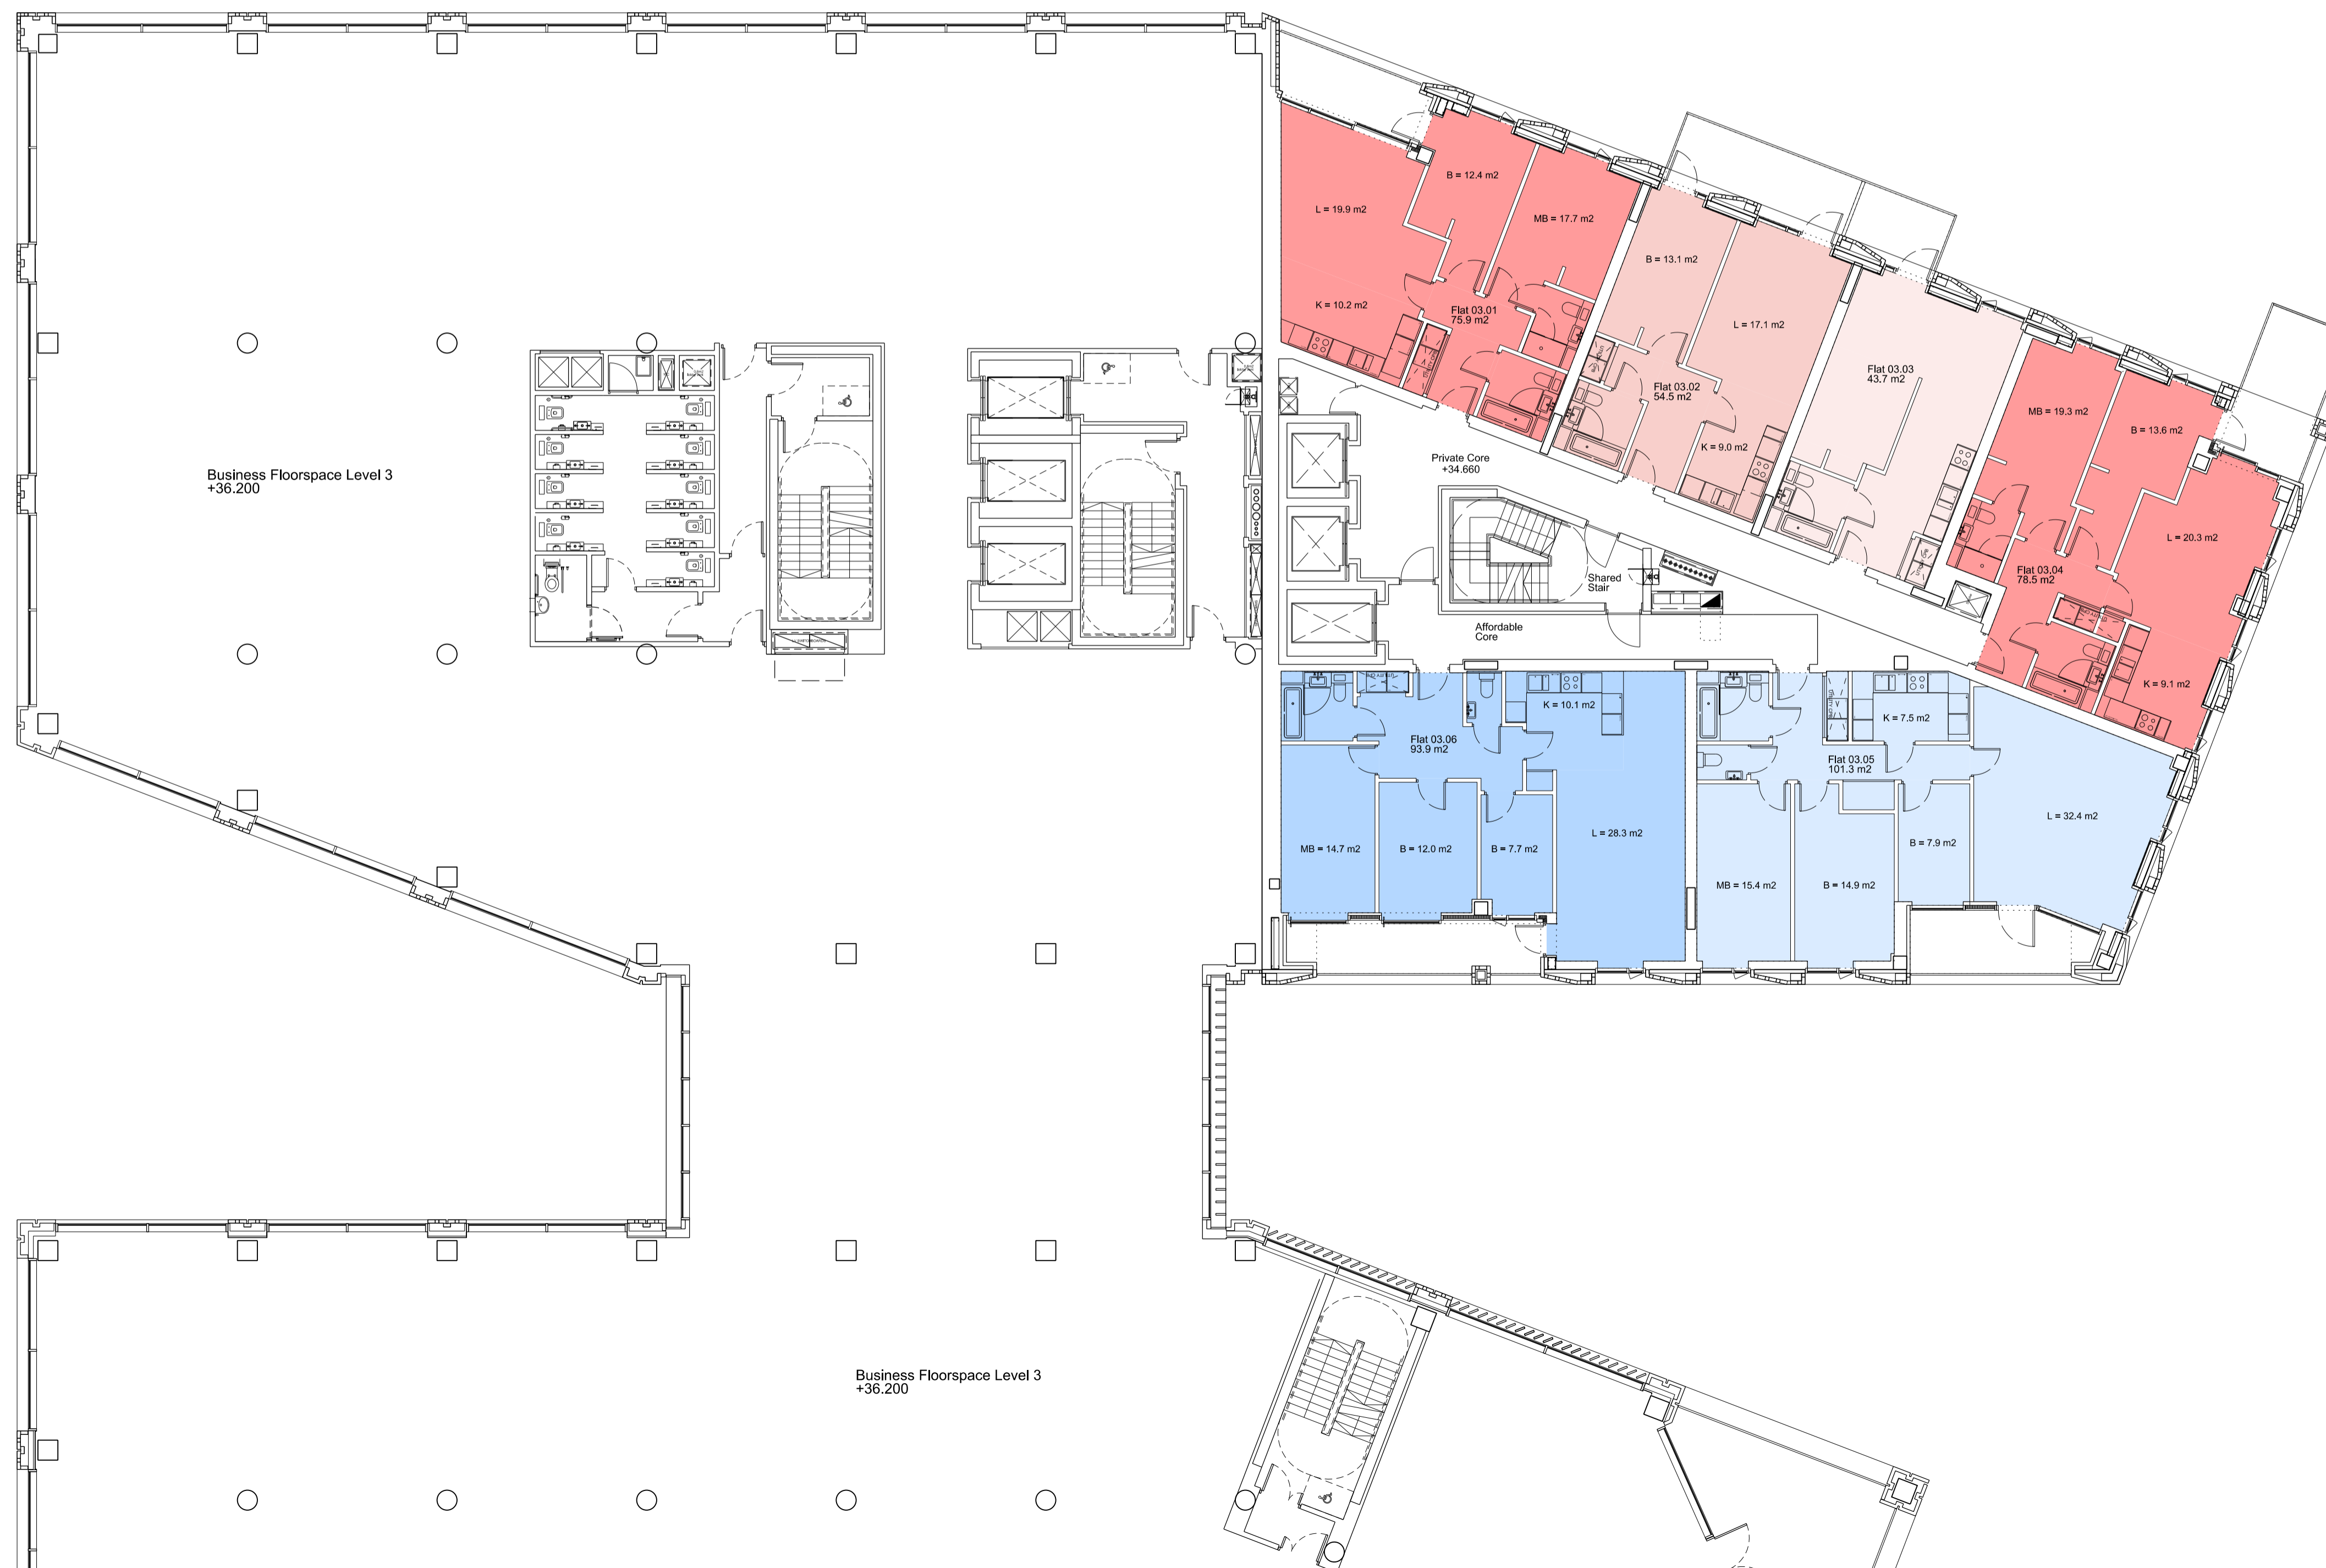 Business Floorspace Level 3
+36.200
L = 19.9 m2
B = 12.4 m2
MB = 17.7 m2
K = 10.2 m2
Flat 03.01
75.9 m2
B = 13.1 m2
L = 17.1 m2
Flat 03.02
54.5 m2
K = 9.0 m2
Flat 03.03
43.7 m2
MB = 19.3 m2
B = 13.6 m2
L = 20.3 m2
Flat 03.04
78.5 m2
K = 9.1 m2
Private Core
+34.660
Shared
Stair
Affordable
Core
K = 10.1 m2
Flat 03.06
93.9 m2
MB = 14.7 m2
B = 12.0 m2
B = 7.7 m2
L = 28.3 m2
K = 7.5 m2
Flat 03.05
101.3 m2
MB = 15.4 m2
B = 14.9 m2
B = 7.9 m2
L = 32.4 m2
Business Floorspace Level 3
+36.200